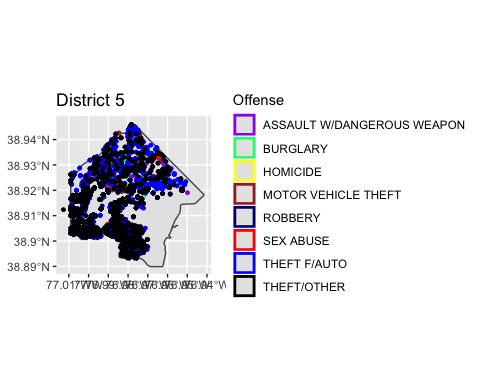 District 5
Offense
ASSAULT W/DANGEROUS WEAPON
BURGLARY
HOMICIDE
MOTOR VEHICLE THEFT
ROBBERY
SEX ABUSE
THEFT F/AUTO
THEFT/OTHER
38.94°N
38.93°N
38.92°N
38.91°N
38.9°N
38.89°N